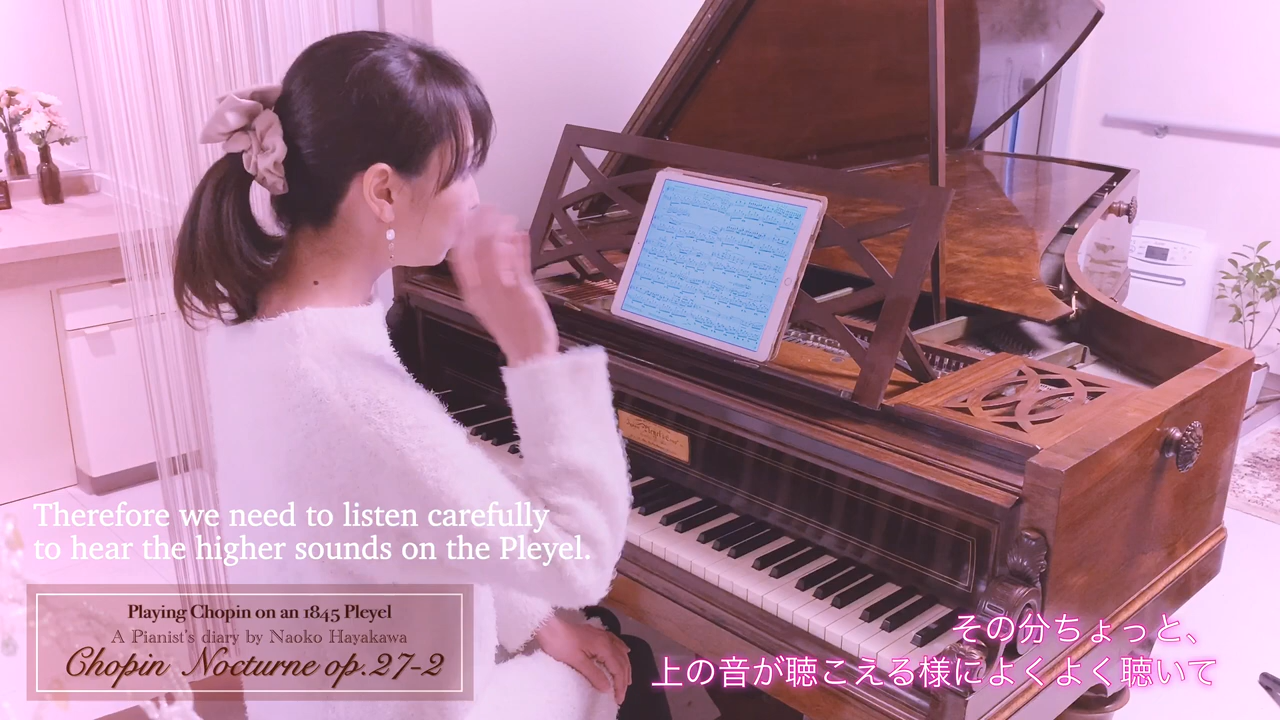 Therefore we need to listen carefully
to hear the higher sounds on the Pleyel.
Playing Chopin on an 1845 Pleyel
A Pianist's diary by Naoko Hayakawa
Chopin Nocturne op.27-2
その分ちょっと、
上の音が聴こえる様によくよく聴いて